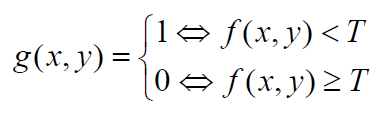 g(x, y) = { 1 ⇔ f(x, y) < T
0 ⇔ f(x, y) ≥ T